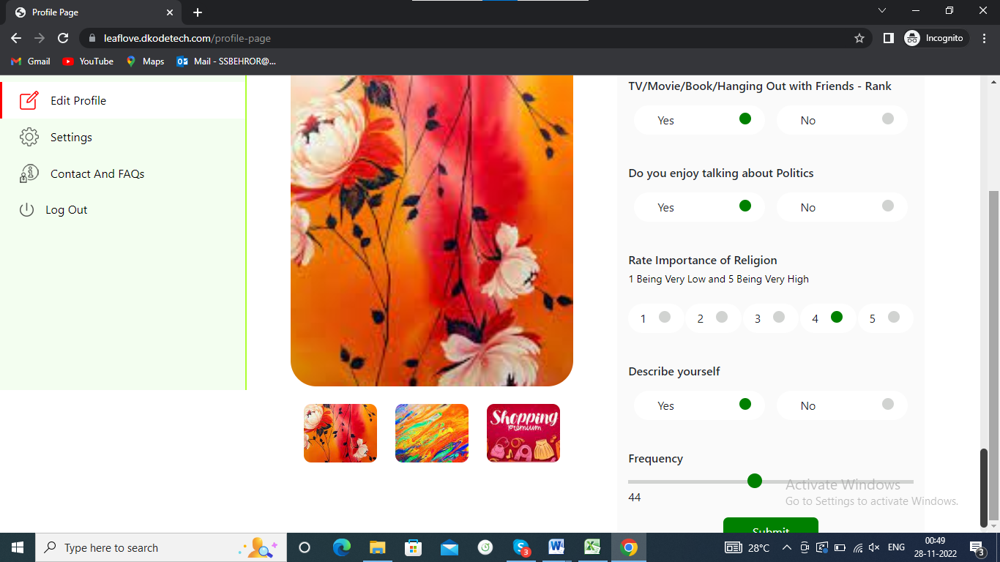 Profile Page
leaflove.dkodetech.com/profile-page
Incognito
Gmail
YouTube
Maps
Mail - SSBEHROR@...
Edit Profile
Settings
Contact And FAQs
Log Out
Shopping
Premium
TV/Movie/Book/Hanging Out with Friends - Rank
Yes No
Do you enjoy talking about Politics
Yes No
Rate Importance of Religion
1 Being Very Low and 5 Being Very High
1 2 3 4 5
Describe yourself
Yes No
Frequency
44
Submit
Activate Windows
Go to Settings to activate Windows.
Type here to search
3
28°C
ENG
00:49
28-11-2022
3